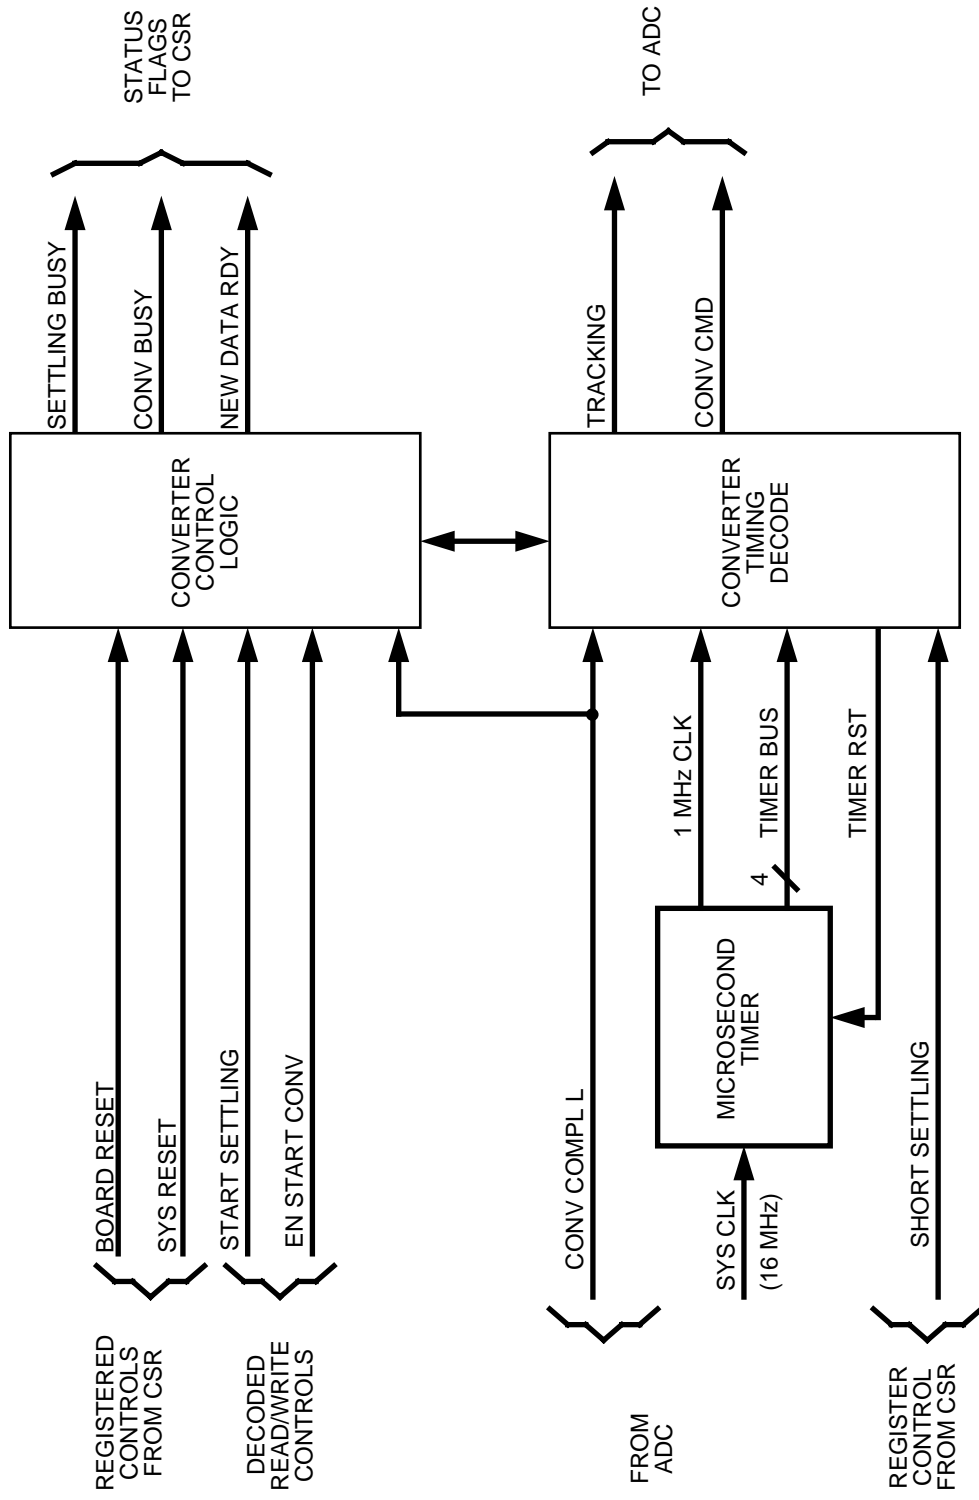 REGISTERED
CONTROLS
FROM CSR
BOARD RESET
SYS RESET
DECODED
READ/WRITE
CONTROLS
START SETTLING
EN START CONV
CONVERTER
CONTROL
LOGIC
SETTLING BUSY
CONV BUSY
NEW DATA RDY
STATUS
FLAGS
TO CSR
FROM
ADC
CONV COMPL L
SYS CLK
(16 MHz)
MICROSECOND
TIMER
1 MHz CLK
4
TIMER BUS
TIMER RST
REGISTER
CONTROL
FROM CSR
SHORT SETTLING
CONVERTER
TIMING
DECODE
TRACKING
CONV CMD
TO ADC